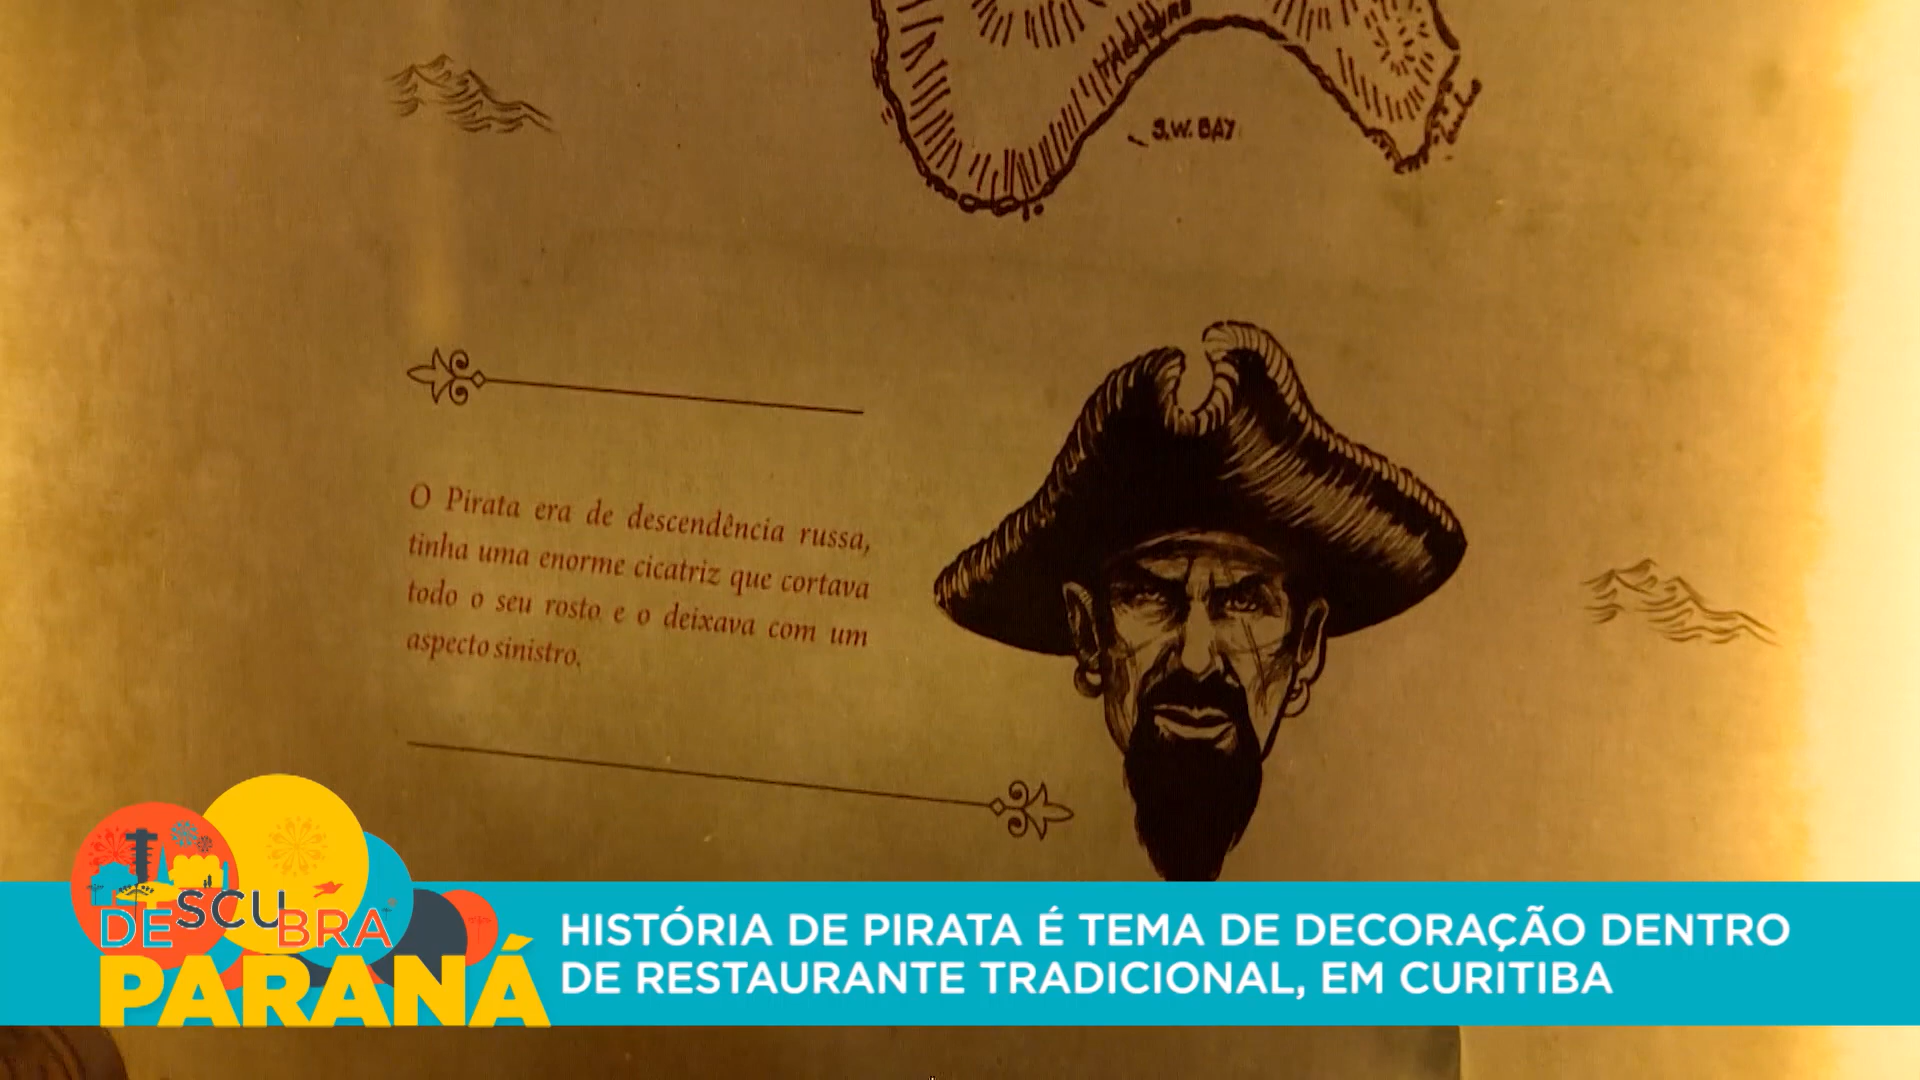 S.W. BAY
O Pirata era de descendência russa,
tinha uma enorme cicatriz que cortava
todo o seu rosto e o deixava com um
aspecto sinistro.
DESCUBRA
PARANÁ
HISTÓRIA DE PIRATA É TEMA DE DECORAÇÃO DENTRO
DE RESTAURANTE TRADICIONAL, EM CURITIBA